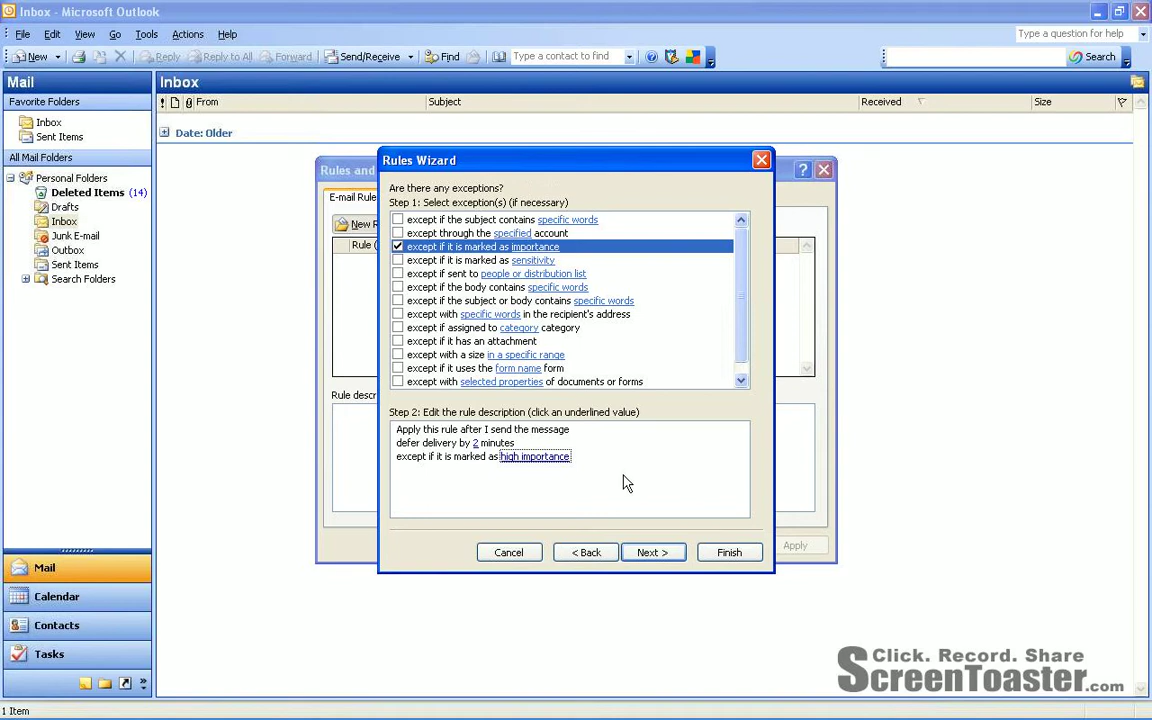 Inbox - Microsoft Outlook
File Edit View Go Tools Actions Help
Type a question for help
New Reply Reply to All Forward Send/Receive Find Type a contact to find Search
Mail
Inbox
Favorite Folders
! From Subject Received Size
Inbox
Sent Items
Date: Older
All Mail Folders
Personal Folders
Deleted Items (14)
Drafts
Inbox
Junk E-mail
Outbox
Sent Items
Search Folders
Rules and
E-mail Rule
New R
Rule (
Rule descr
Apply
Rules Wizard
Are there any exceptions?
Step 1: Select exception(s) (if necessary)
except if the subject contains specific words
except through the specified account
except if it is marked as importance
except if it is marked as sensitivity
except if sent to people or distribution list
except if the body contains specific words
except if the subject or body contains specific words
except with specific words in the recipient's address
except if assigned to category category
except if it has an attachment
except with a size in a specific range
except if it uses the form name form
except with selected properties of documents or forms
Step 2: Edit the rule description (click an underlined value)
Apply this rule after I send the message
defer delivery by 2 minutes
except if it is marked as high importance
Cancel < Back Next > Finish
Mail
Calendar
Contacts
Tasks
1 Item
Click. Record. Share
ScreenToaster.com